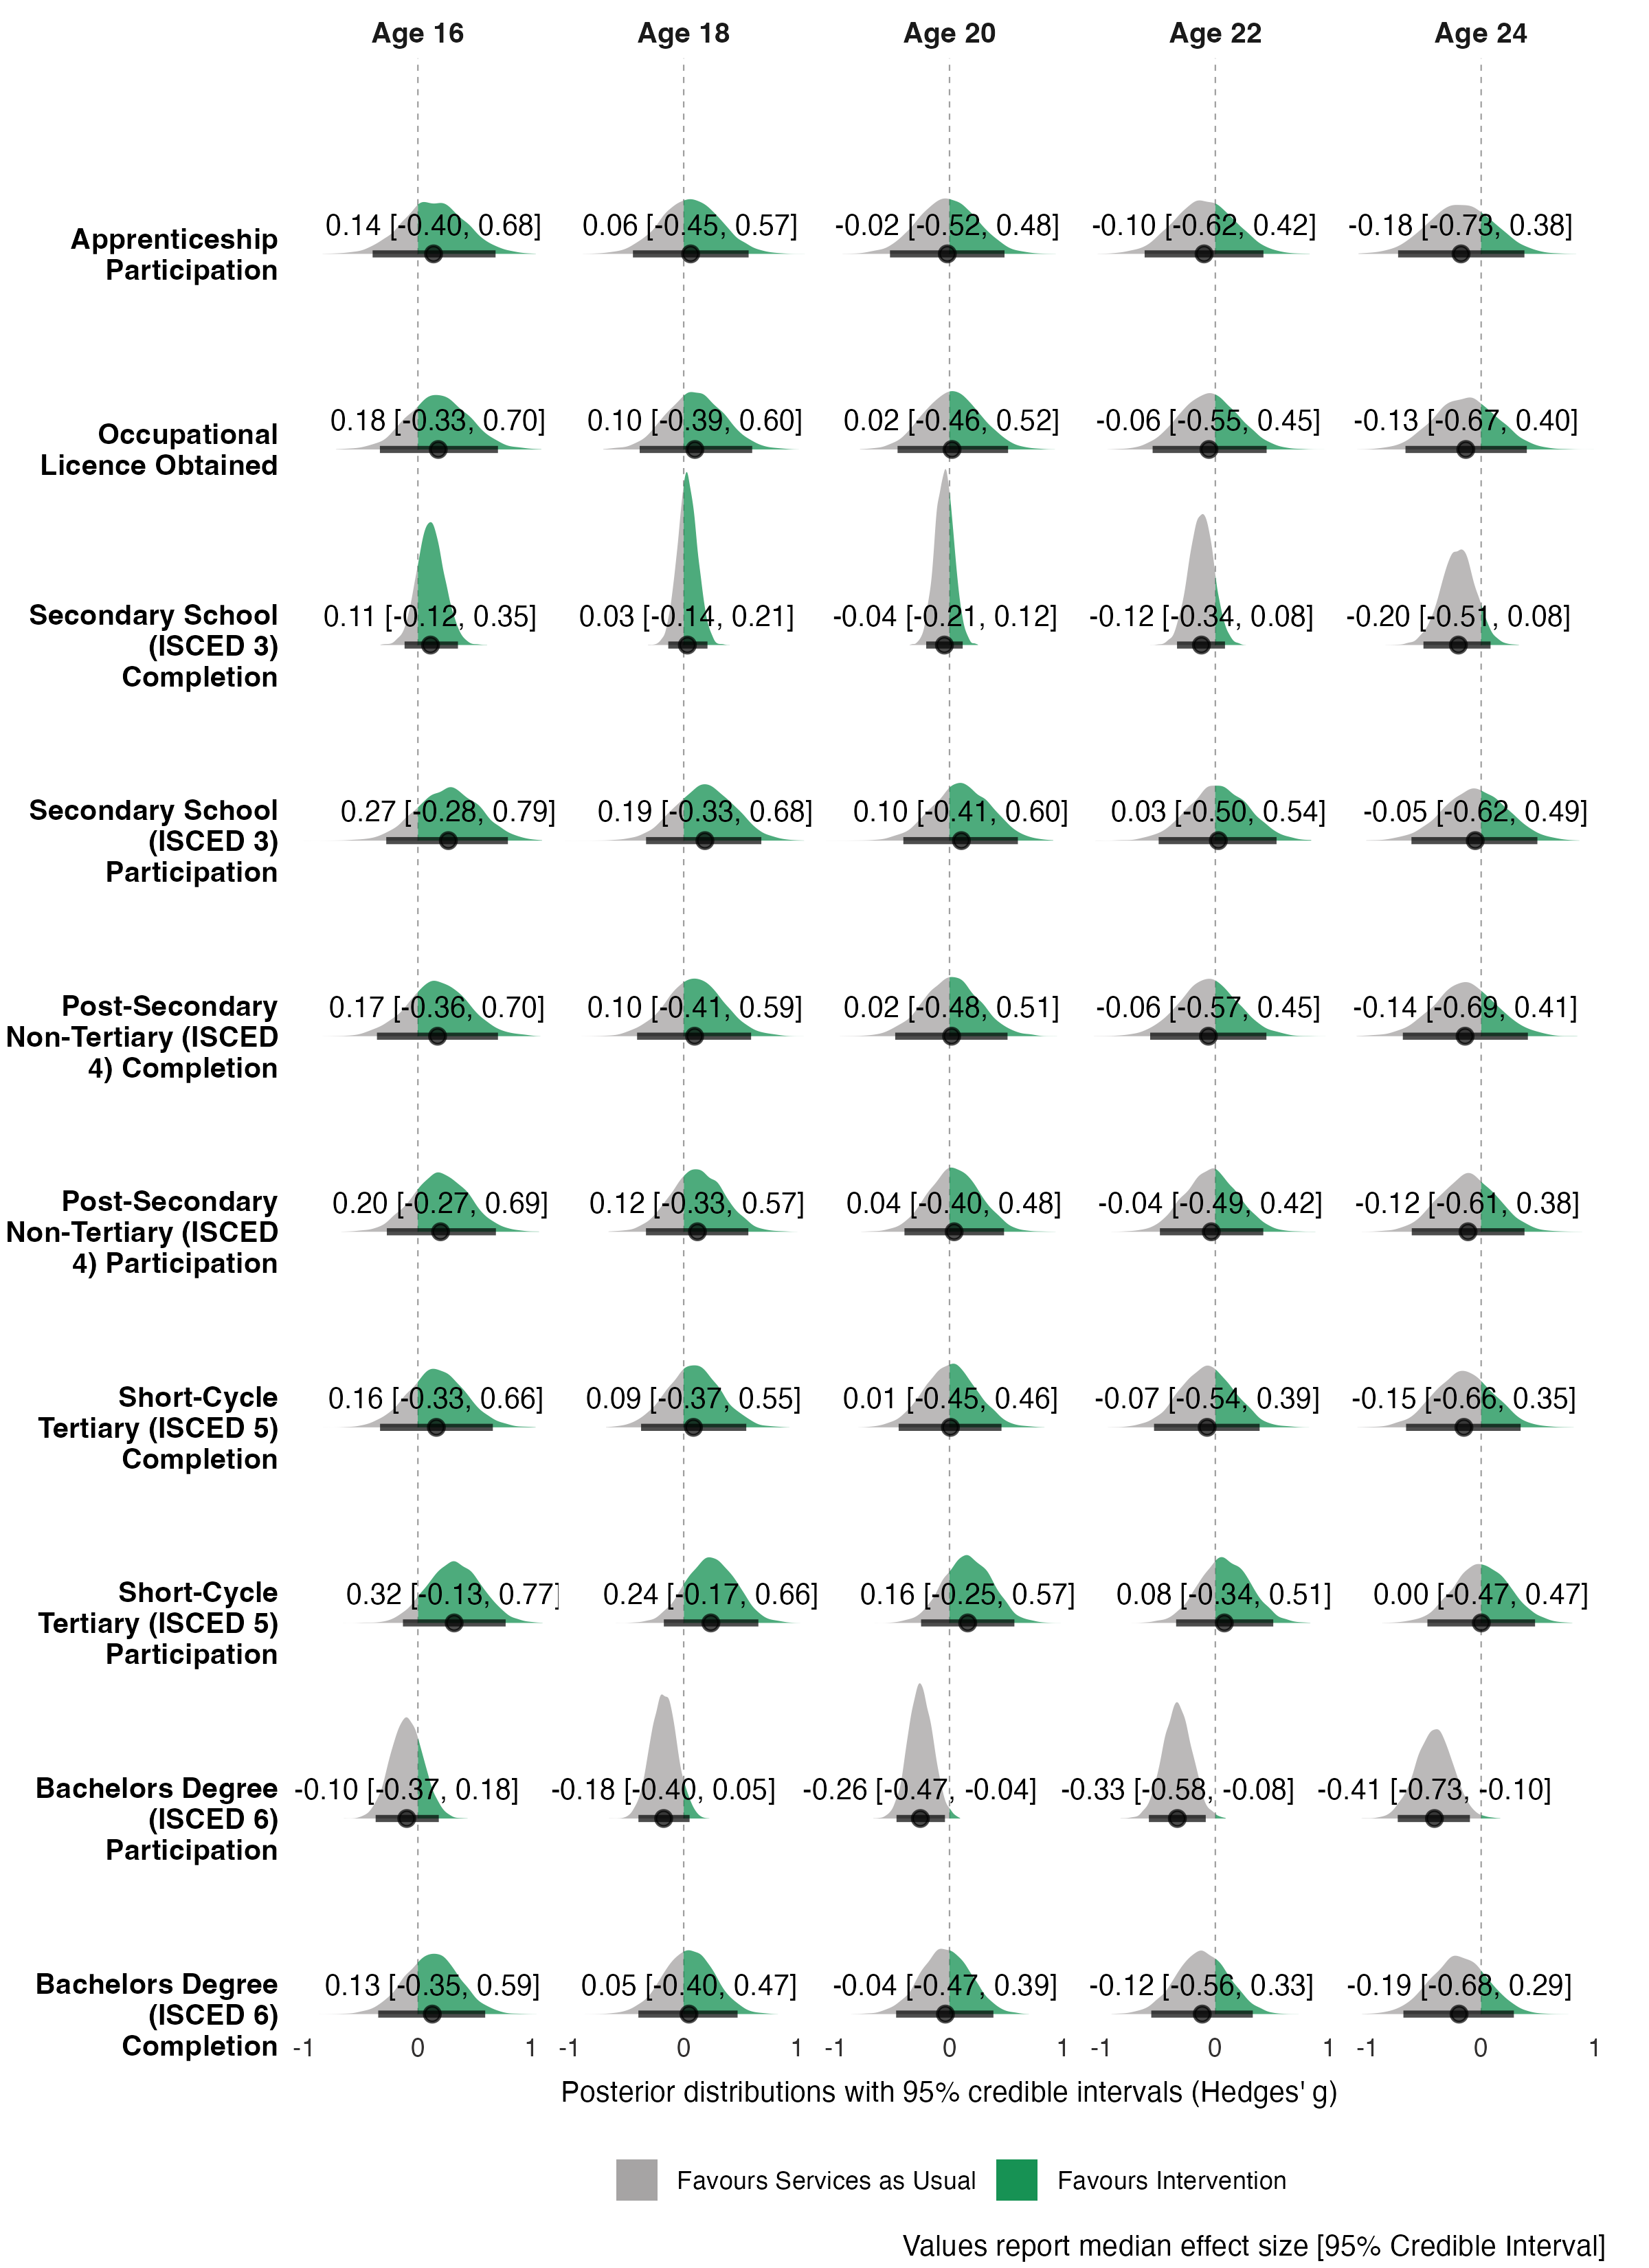 Age 16 Age 18 Age 20 Age 22 Age 24
0.14 [-0.40, 0.68] 0.06 [-0.45, 0.57] -0.02 [-0.52, 0.48] -0.10 [-0.62, 0.42] -0.18 [-0.73, 0.38]
Apprenticeship
Participation
0.18 [-0.33, 0.70] 0.10 [-0.39, 0.60] 0.02 [-0.46, 0.52] -0.06 [-0.55, 0.45] -0.13 [-0.67, 0.40]
Occupational
Licence Obtained
Secondary School
0.11 [-0.12, 0.35] 0.03 [-0.14, 0.21] -0.04 [-0.21, 0.12] -0.12 [-0.34, 0.08] -0.20 [-0.51, 0.08]
(ISCED 3)
Completion
Secondary School
0.27 [-0.28, 0.79] 0.19 [-0.33, 0.68] 0.10 [-0.41, 0.60] 0.03 [-0.50, 0.54] -0.05 [-0.62, 0.49]
(ISCED 3)
Participation
Post-Secondary
0.17 [-0.36, 0.70] 0.10 [-0.41, 0.59] 0.02 [-0.48, 0.51] -0.06 [-0.57, 0.45] -0.14 [-0.69, 0.41]
Non-Tertiary (ISCED
4) Completion
Post-Secondary
0.20 [-0.27, 0.69] 0.12 [-0.33, 0.57] 0.04 [-0.40, 0.48] -0.04 [-0.49, 0.42] -0.12 [-0.61, 0.38]
Non-Tertiary (ISCED
4) Participation
Short-Cycle
0.16 [-0.33, 0.66] 0.09 [-0.37, 0.55] 0.01 [-0.45, 0.46] -0.07 [-0.54, 0.39] -0.15 [-0.66, 0.35]
Tertiary (ISCED 5)
Completion
Short-Cycle
0.32 [-0.13, 0.77] 0.24 [-0.17, 0.66] 0.16 [-0.25, 0.57] 0.08 [-0.34, 0.51] 0.00 [-0.47, 0.47]
Tertiary (ISCED 5)
Participation
Bachelors Degree
-0.10 [-0.37, 0.18] -0.18 [-0.40, 0.05] -0.26 [-0.47, -0.04] -0.33 [-0.58, -0.08] -0.41 [-0.73, -0.10]
(ISCED 6)
Participation
Bachelors Degree
0.13 [-0.35, 0.59] 0.05 [-0.40, 0.47] -0.04 [-0.47, 0.39] -0.12 [-0.56, 0.33] -0.19 [-0.68, 0.29]
(ISCED 6)
Completion
-1 0 1 -1 0 1 -1 0 1 -1 0 1 -1 0 1
Posterior distributions with 95% credible intervals (Hedges' g)
Favours Services as Usual Favours Intervention
Values report median effect size [95% Credible Interval]